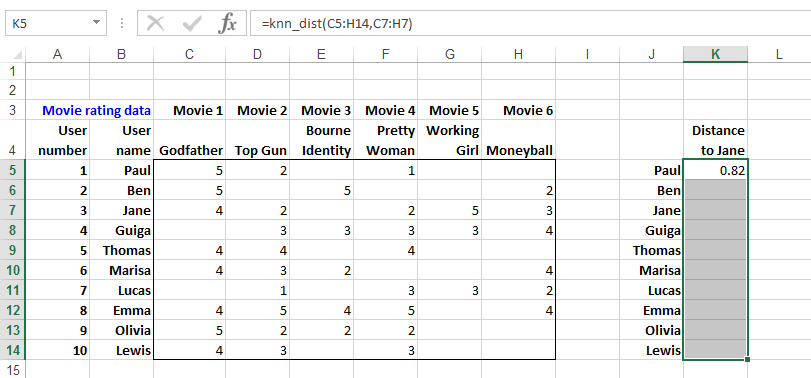 K5 fx =knn_dist(C5:H14,C7:H7)
A B C D E F G H I J K L
1
2
3 Movie rating data Movie 1 Movie 2 Movie 3 Movie 4 Movie 5 Movie 6
User User Bourne Pretty Working Distance
4 number name Godfather Top Gun Identity Woman Girl Moneyball to Jane
5 1 Paul 5 2 1 Paul 0.82
6 2 Ben 5 5 2 Ben
7 3 Jane 4 2 2 5 3 Jane
8 4 Guiga 3 3 3 3 4 Guiga
9 5 Thomas 4 4 4 Thomas
10 6 Marisa 4 3 2 4 Marisa
11 7 Lucas 1 3 3 2 Lucas
12 8 Emma 4 5 4 5 4 Emma
13 9 Olivia 5 2 2 2 Olivia
14 10 Lewis 4 3 3 Lewis
15